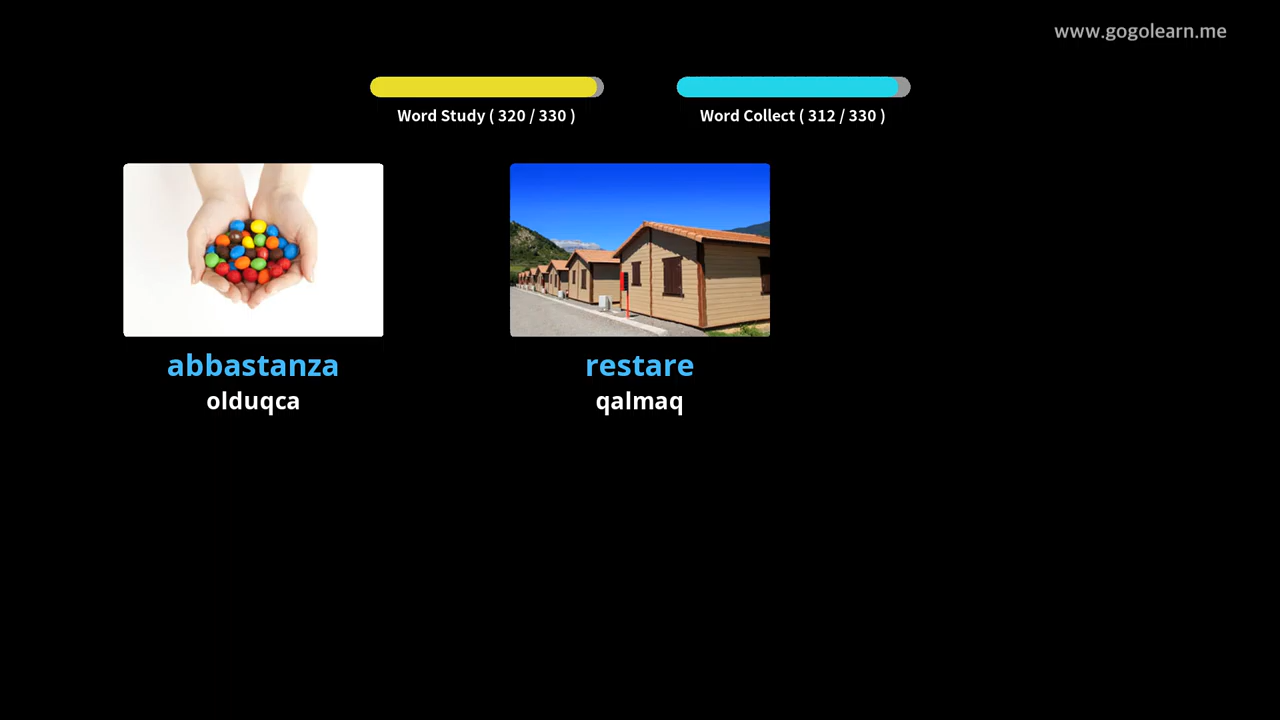 www.gogolearn.me
Word Study ( 320 / 330 )
Word Collect ( 312 / 330 )
abbastanza
olduqca
restare
qalmaq